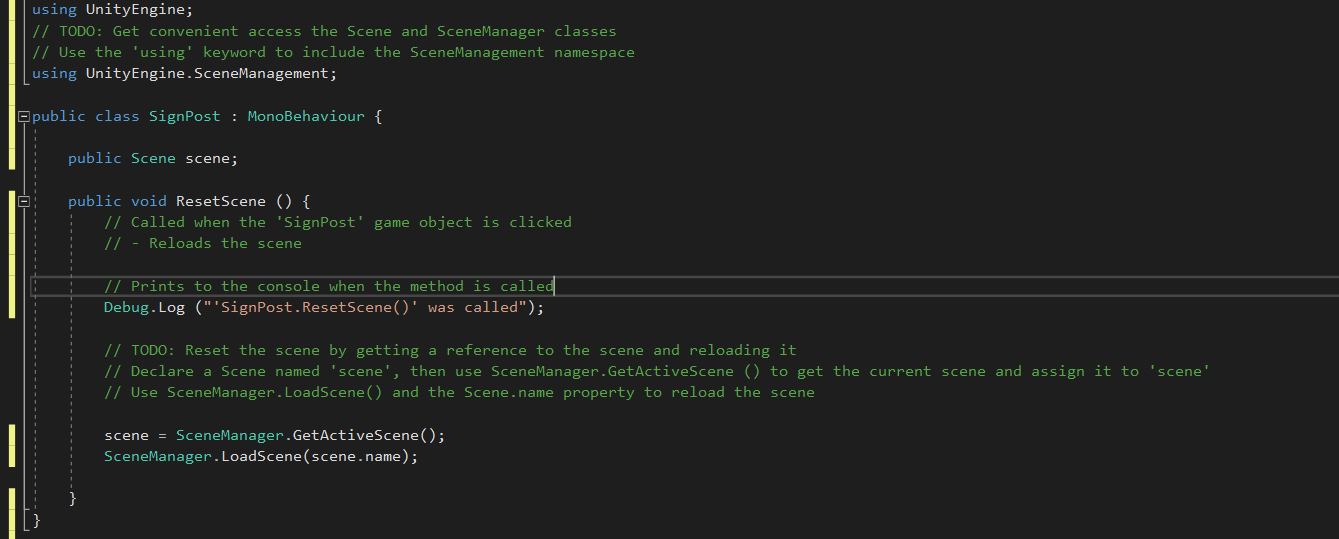 using UnityEngine;
// TODO: Get convenient access the Scene and SceneManager classes
// Use the 'using' keyword to include the SceneManagement namespace
using UnityEngine.SceneManagement;
public class SignPost : MonoBehaviour {
public Scene scene;
public void ResetScene () {
// Called when the 'SignPost' game object is clicked
// - Reloads the scene
// Prints to the console when the method is called
Debug.Log ("'SignPost.ResetScene()' was called");
// TODO: Reset the scene by getting a reference to the scene and reloading it
// Declare a Scene named 'scene', then use SceneManager.GetActiveScene () to get the current scene and assign it to 'scene'
// Use SceneManager.LoadScene() and the Scene.name property to reload the scene
scene = SceneManager.GetActiveScene();
SceneManager.LoadScene(scene.name);
}
}